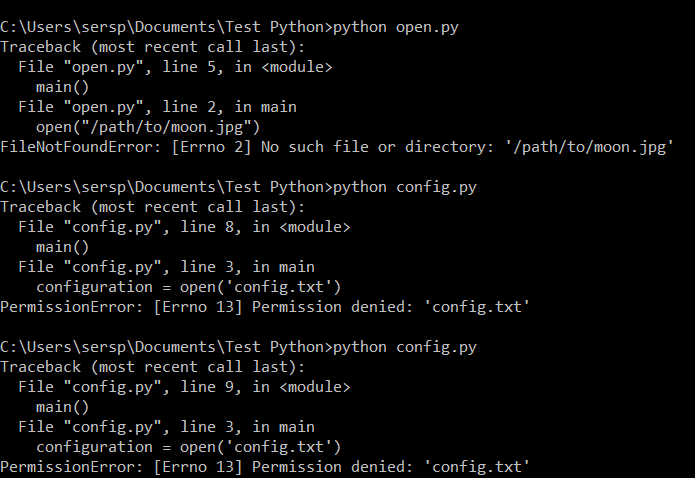 C:\Users\sersp\Documents\Test Python>python open.py
Traceback (most recent call last):
  File "open.py", line 5, in <module>
    main()
  File "open.py", line 2, in main
    open("/path/to/moon.jpg")
FileNotFoundError: [Errno 2] No such file or directory: '/path/to/moon.jpg'
C:\Users\sersp\Documents\Test Python>python config.py
Traceback (most recent call last):
  File "config.py", line 8, in <module>
    main()
  File "config.py", line 3, in main
    configuration = open('config.txt')
PermissionError: [Errno 13] Permission denied: 'config.txt'
C:\Users\sersp\Documents\Test Python>python config.py
Traceback (most recent call last):
  File "config.py", line 9, in <module>
    main()
  File "config.py", line 3, in main
    configuration = open('config.txt')
PermissionError: [Errno 13] Permission denied: 'config.txt'